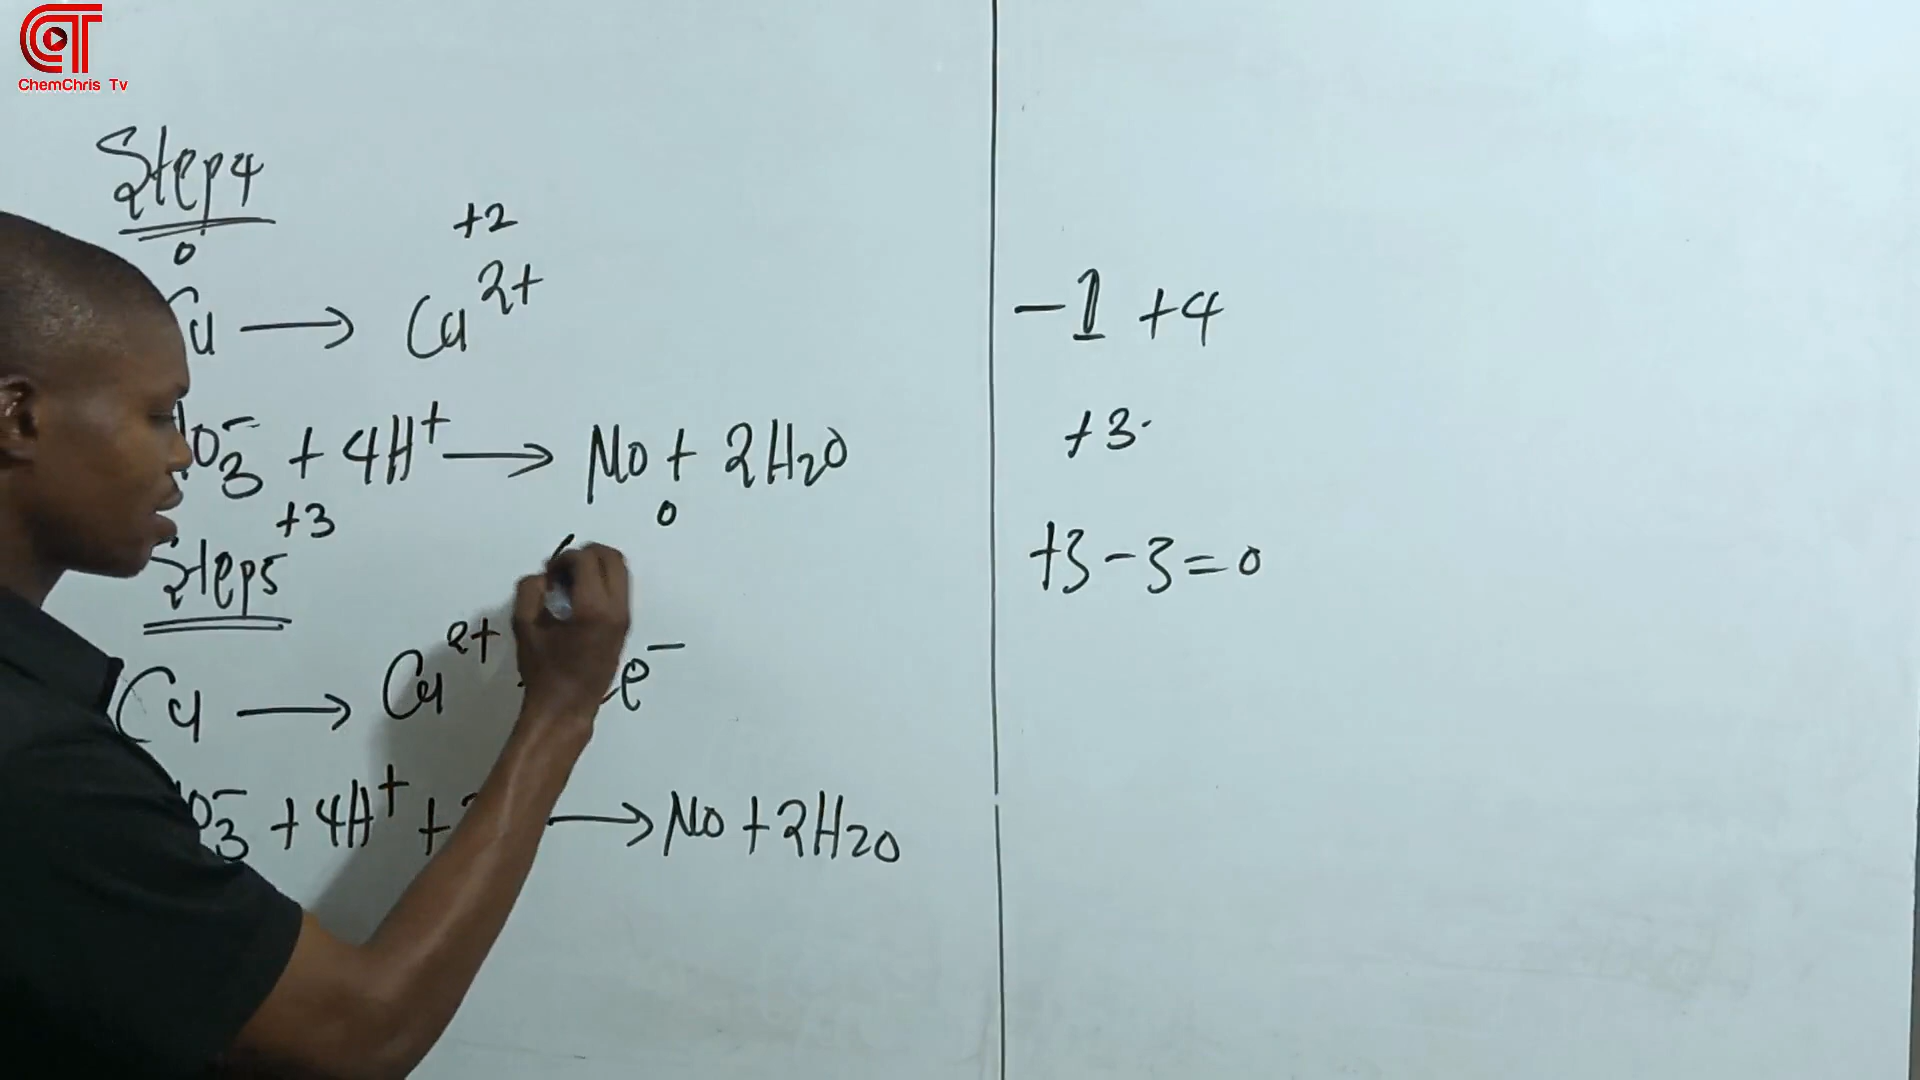 ChemChris Tv
Step4
0 +2
Cu → Cu²⁺
O₃⁻ + 4H⁺ → NO + 2H₂O
+3 0
Step5
Cu → Cu²⁺ e⁻
O₃⁻ + 4H⁺ + → NO + 2H₂O
-1 +4
+3
+3 - 3 = 0